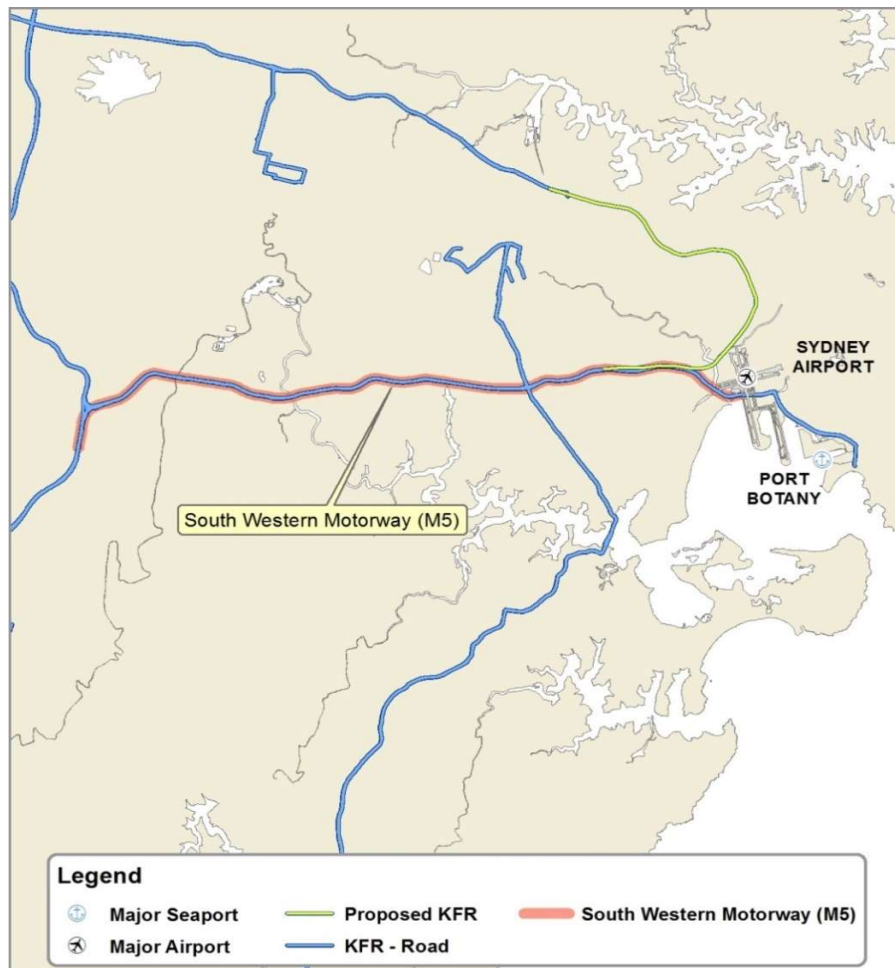 SYDNEY
AIRPORT
PORT
BOTANY
South Western Motorway (M5)
Legend
Major Seaport
Proposed KFR
South Western Motorway (M5)
Major Airport
KFR - Road